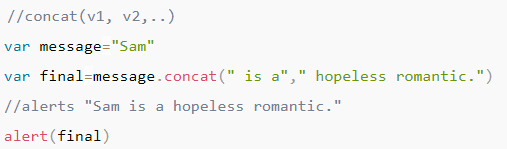 //concat(v1, v2,..)
var message="Sam"
var final=message.concat(" is a"," hopeless romantic.")
//alerts "Sam is a hopeless romantic."
alert(final)